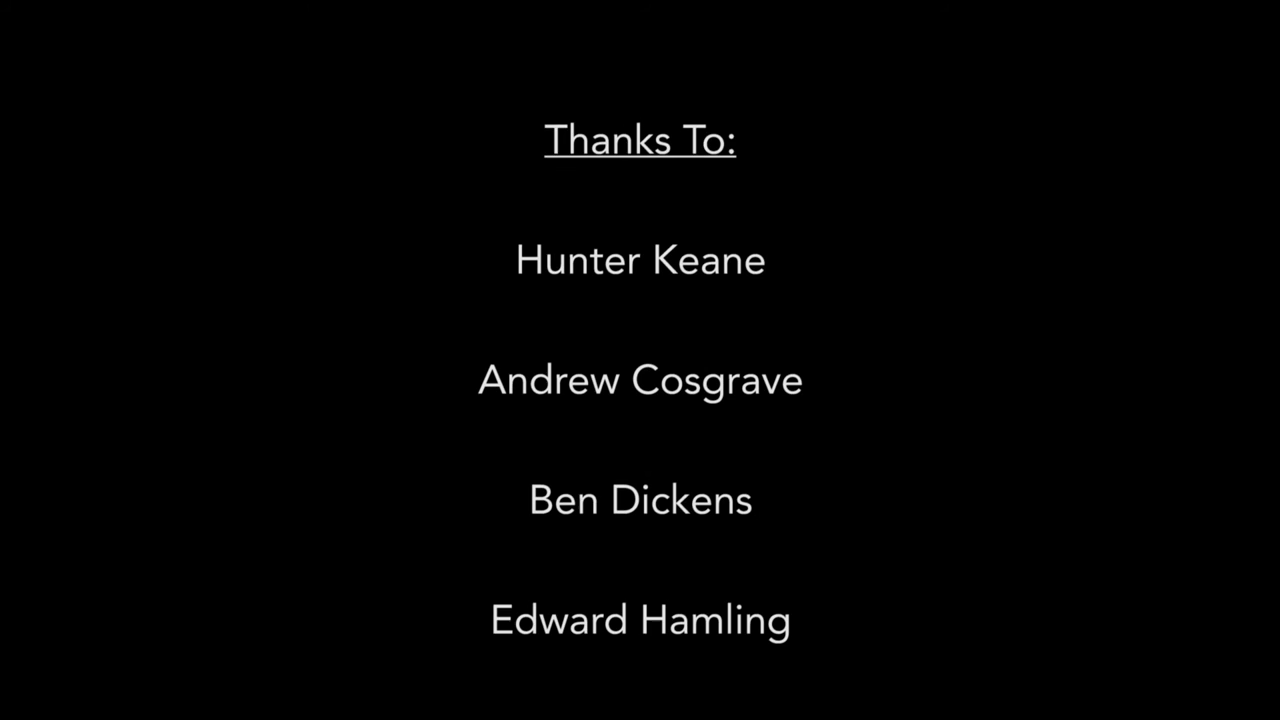 Thanks To:
Hunter Keane
Andrew Cosgrave
Ben Dickens
Edward Hamling